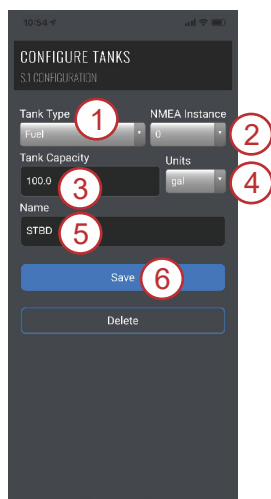 10:54
CONFIGURE TANKS
S.1 CONFIGURATION
Tank Type
NMEA Instance
1
Fuel
0
2
Tank Capacity
Units
100.0
3
gal
4
Name
STBD
5
Save
6
Delete